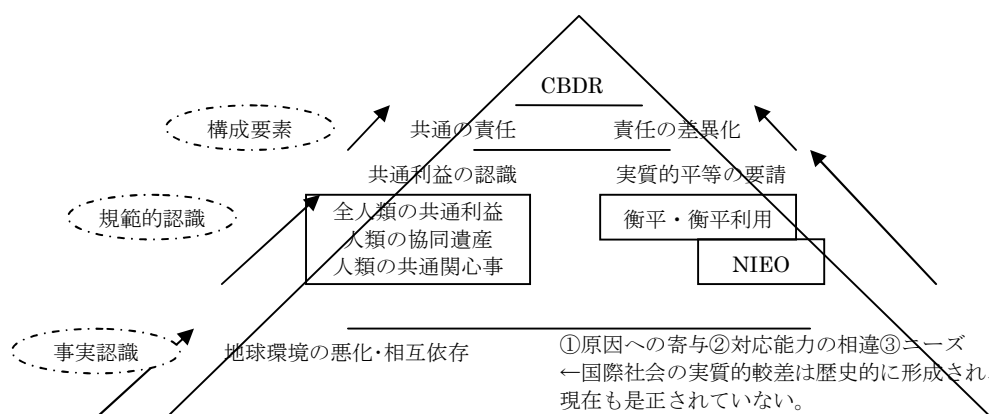 CBDR
構成要素
共通の責任
責任の差異化
共通利益の認識
実質的平等の要請
規範的認識
全人類の共通利益
人類の協同遺産
人類の共通関心事
衡平・衡平利用
NIEO
事実認識
地球環境の悪化・相互依存
①原因への寄与②対応能力の相違③ニーズ
←国際社会の実質的較差は歴史的に形成され、
現在も是正されていない。